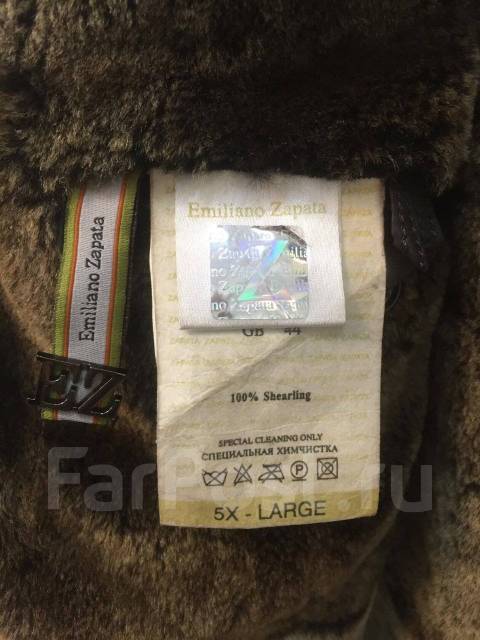 Emiliano Zapata
Emiliano Zapata
EZ
GB 44
100% Shearling
SPECIAL CLEANING ONLY
СПЕЦИАЛЬНАЯ ХИМЧИСТКА
P
5X - LARGE
FarPost.ru